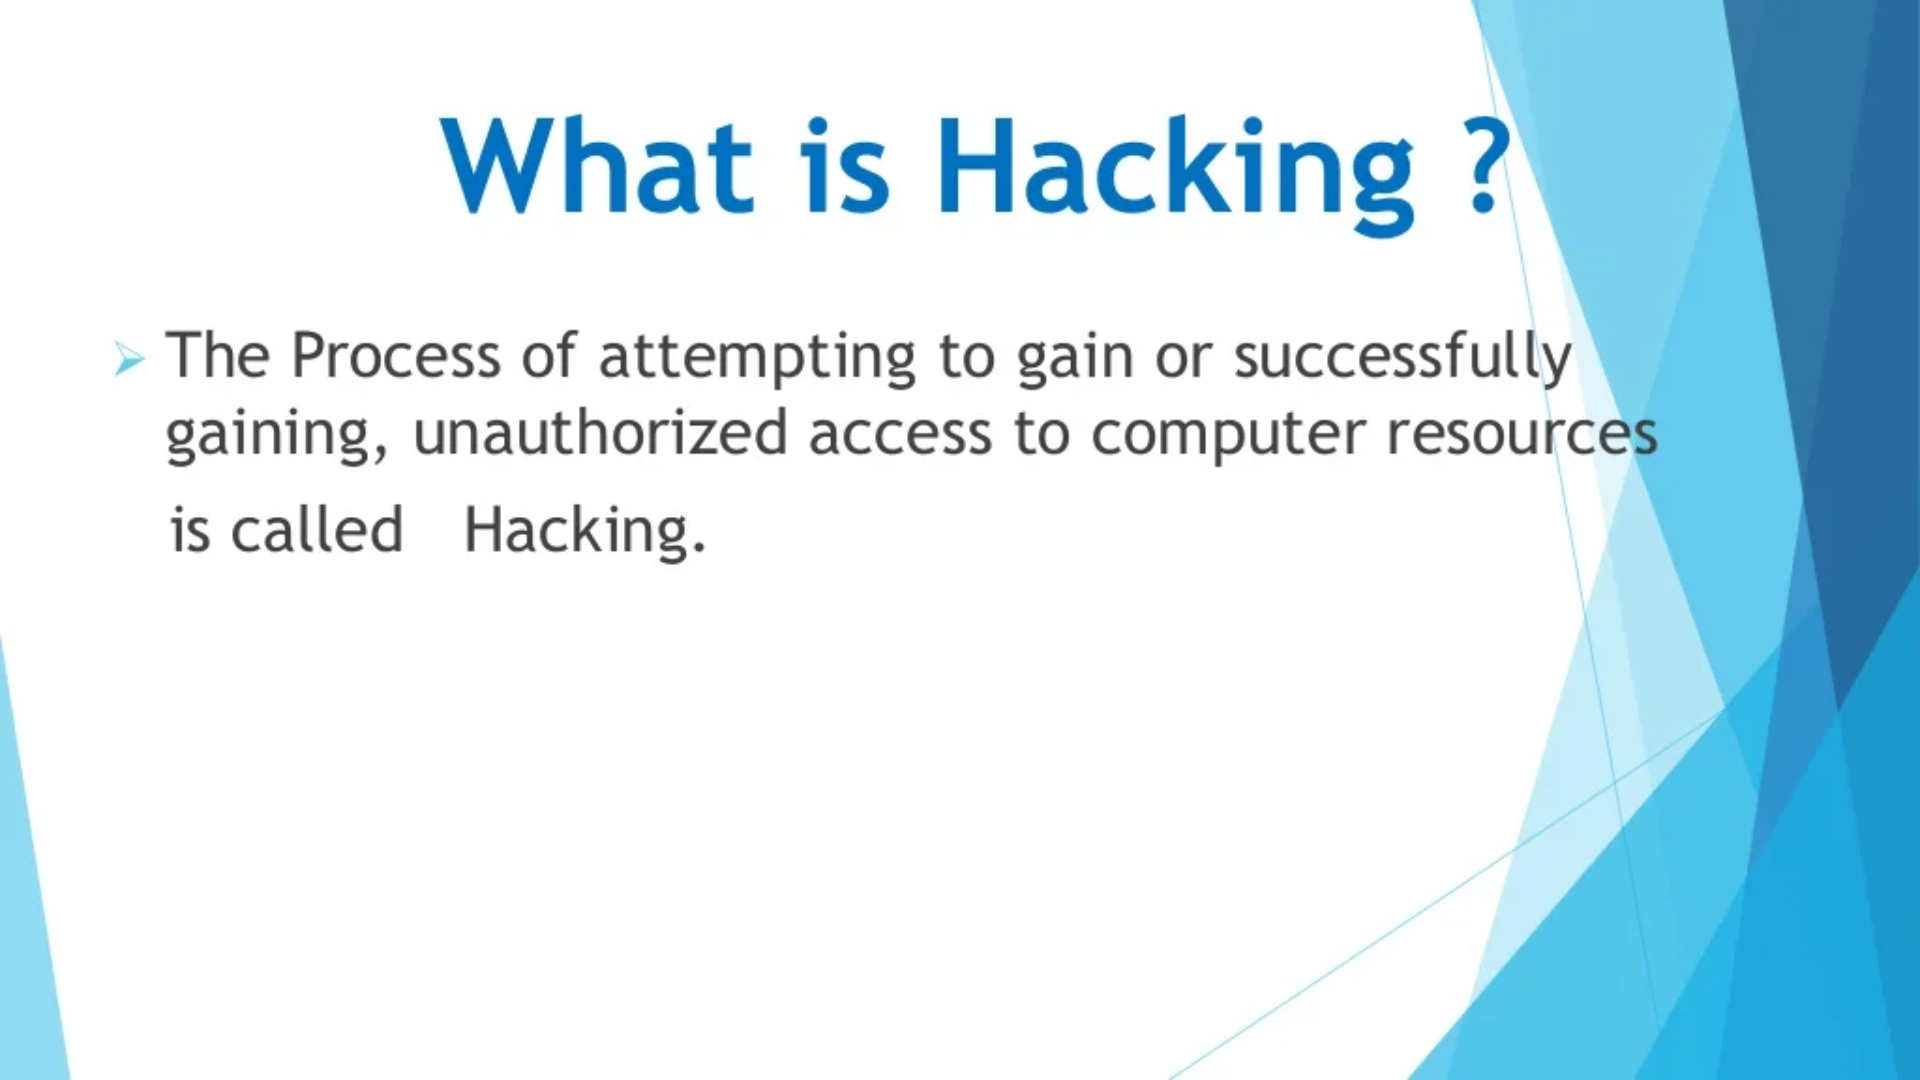 What is Hacking ?
The Process of attempting to gain or successfully
gaining, unauthorized access to computer resources
is called Hacking.